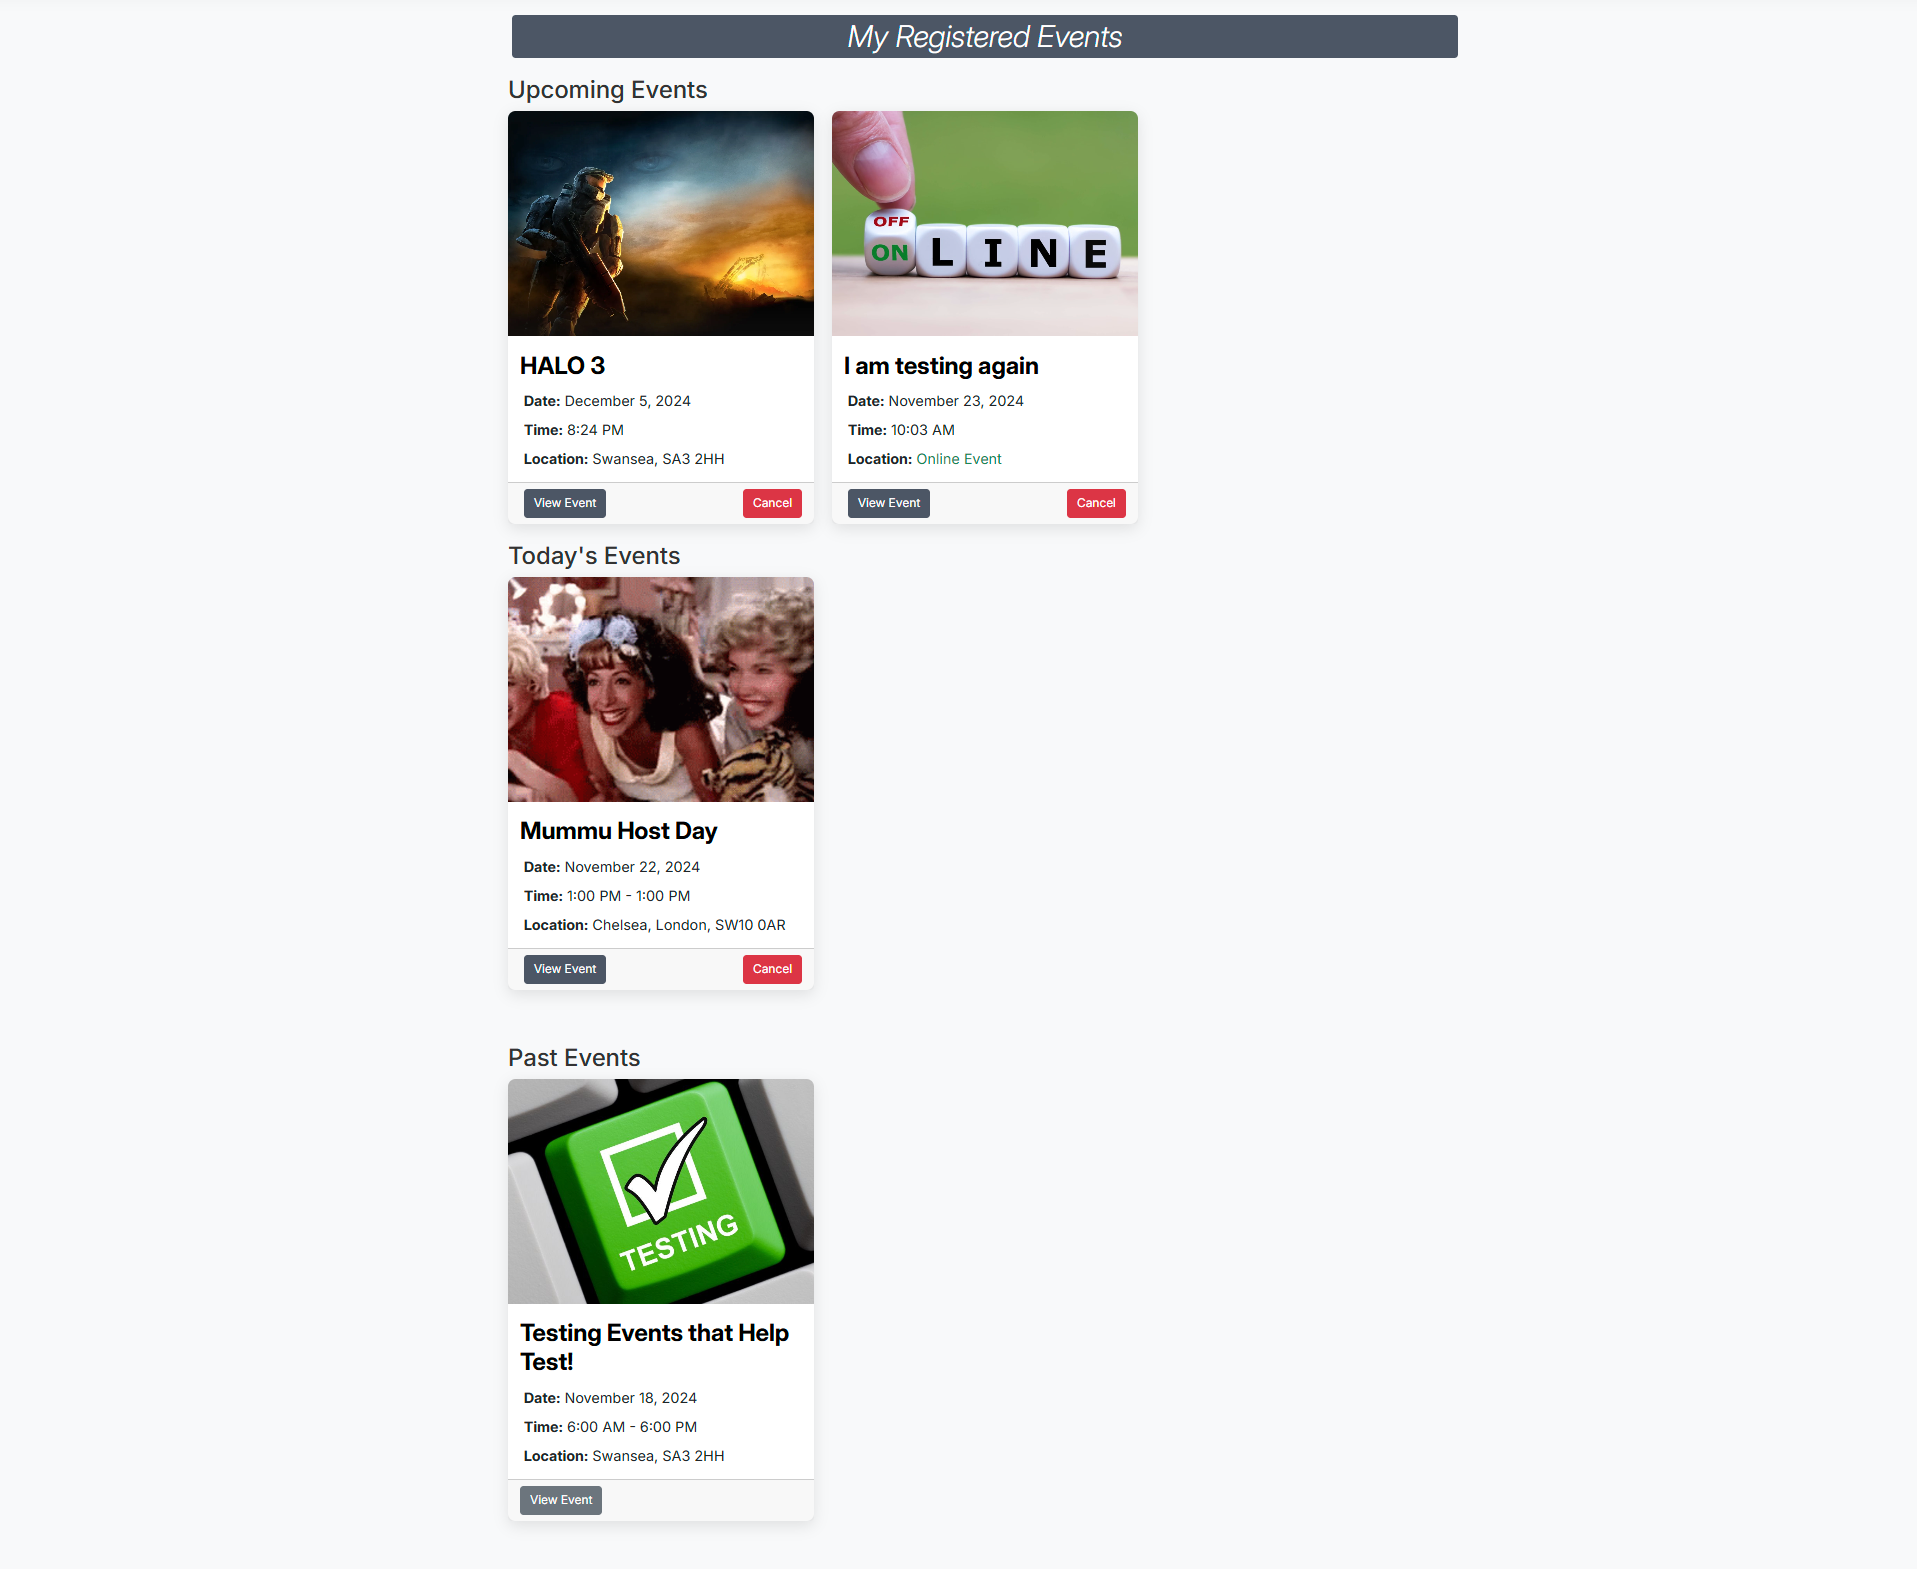 My Registered Events
Upcoming Events
OFF
ON L I N E
HALO 3
Date: December 5, 2024
Time: 8:24 PM
Location: Swansea, SA3 2HH
View Event
Cancel
I am testing again
Date: November 23, 2024
Time: 10:03 AM
Location: Online Event
View Event
Cancel
Today's Events
Mummu Host Day
Date: November 22, 2024
Time: 1:00 PM - 1:00 PM
Location: Chelsea, London, SW10 0AR
View Event
Cancel
Past Events
TESTING
Testing Events that Help
Test!
Date: November 18, 2024
Time: 6:00 AM - 6:00 PM
Location: Swansea, SA3 2HH
View Event